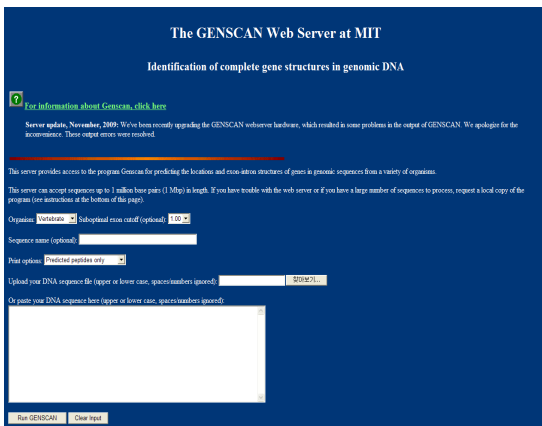 The GENSCAN Web Server at MIT
Identification of complete gene structures in genomic DNA
?
For information about Genscan, click here
Server update, November, 2009: We've been recently upgrading the GENSCAN webserver hardware, which resulted in some problems in the output of GENSCAN. We apologize for the
inconvenience. These output errors were resolved.
This server provides access to the program Genscan for predicting the locations and exon-intron structures of genes in genomic sequences from a variety of organisms.
This server can accept sequences up to 1 million base pairs (1 Mbp) in length. If you have trouble with the web server or if you have a large number of sequences to process, request a local copy of the
program (see instructions at the bottom of this page).
Organism: Vertebrate Suboptimal exon cutoff (optional): 1.00
Sequence name (optional):
Print options: Predicted peptides only
Upload your DNA sequence file (upper or lower case, spaces/numbers ignored): 찾아보기...
Or paste your DNA sequence here (upper or lower case, spaces/numbers ignored):
Run GENSCAN Clear Input